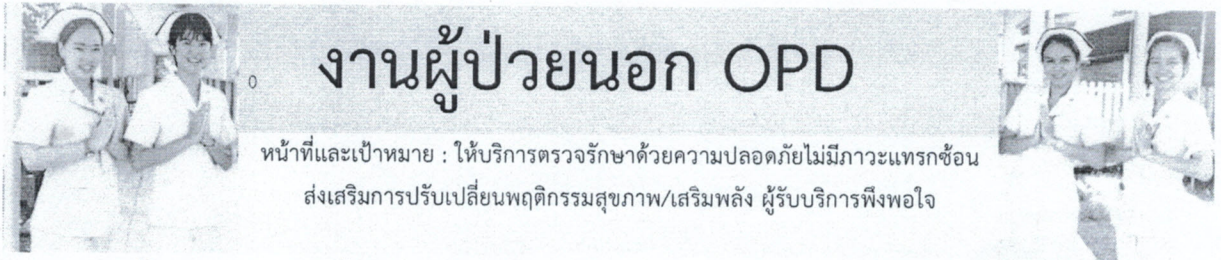 งานผู้ป่วยนอก OPD
หน้าที่และเป้าหมาย : ให้บริการตรวจรักษาด้วยความปลอดภัยไม่มีภาวะแทรกซ้อน
ส่งเสริมการปรับเปลี่ยนพฤติกรรมสุขภาพ/เสริมพลัง ผู้รับบริการพึงพอใจ